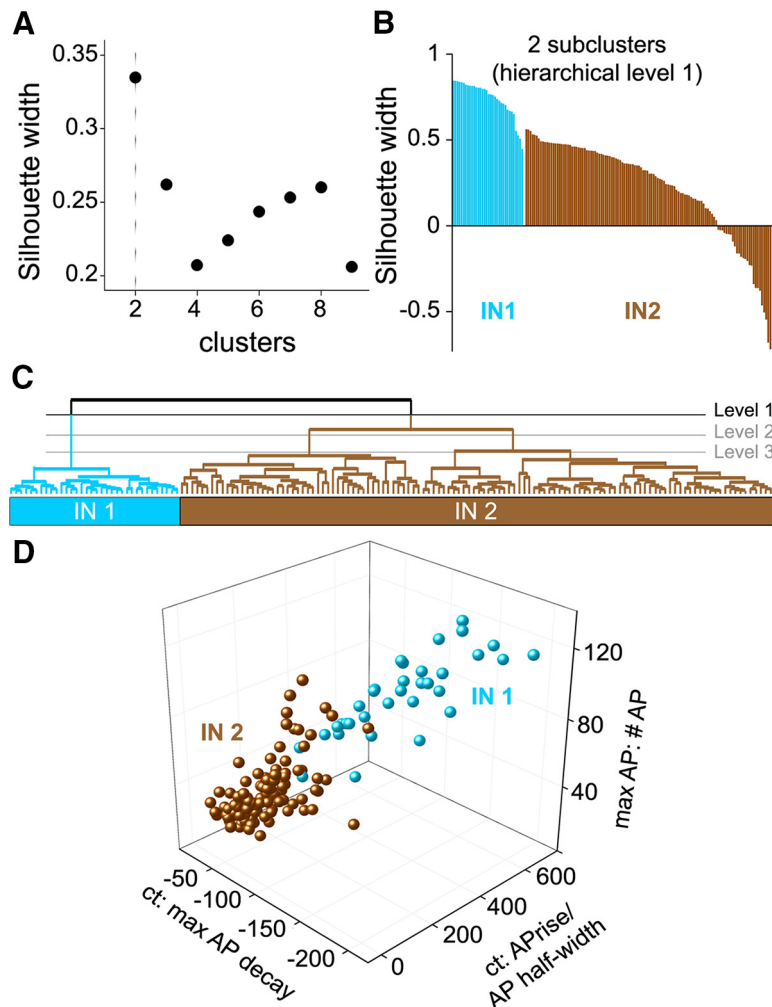 A
0.35
0.3
0.25
0.2
Silhouette width
2
4
6
8
clusters
B
2 subclusters
(hierarchical level 1)
1
0.5
0
-0.5
Silhouette width
IN1
IN2
C
Level 1
Level 2
Level 3
IN 1
IN 2
D
IN 1
IN 2
120
80
40
max AP: # AP
-50
-100
-150
-200
ct: max AP decay
0
200
400
600
ct: APrise/
AP half-width